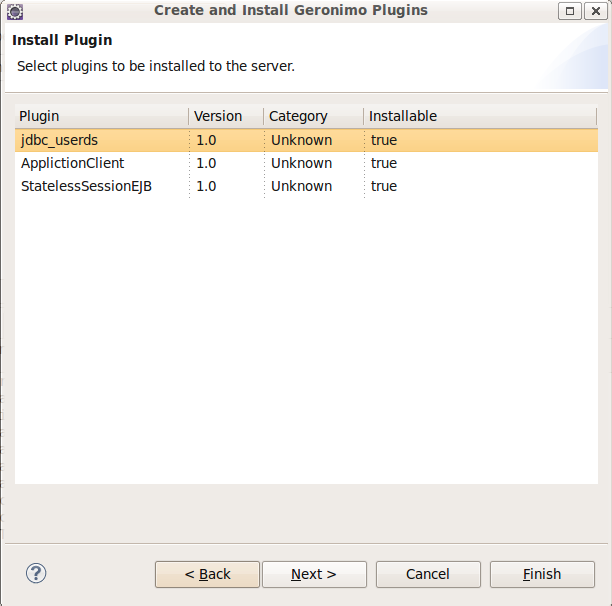 Create and Install Geronimo Plugins
Install Plugin
Select plugins to be installed to the server.
Plugin Version Category Installable
jdbc_userds 1.0 Unknown true
ApplictionClient 1.0 Unknown true
StatelessSessionEJB 1.0 Unknown true
? < Back Next > Cancel Finish